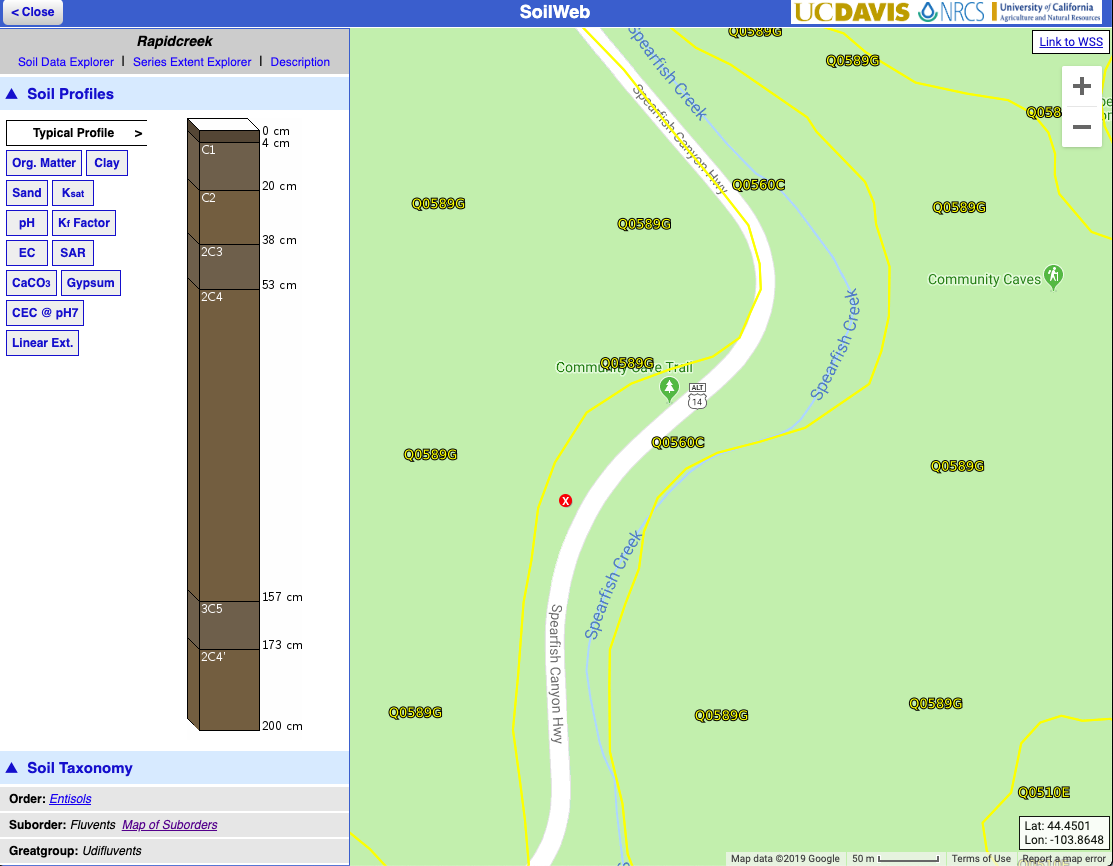 < Close
SoilWeb
UCDAVIS
NRCS
University of California
Agriculture and Natural Resources
Rapidcreek
Soil Data Explorer | Series Extent Explorer | Description
▲ Soil Profiles
Typical Profile >
Org. Matter Clay
Sand Ksat
pH Kf Factor
EC SAR
CaCO3 Gypsum
CEC @ pH7
Linear Ext.
0 cm
4 cm
C1
20 cm
C2
38 cm
2C3
53 cm
2C4
157 cm
3C5
173 cm
2C4'
200 cm
▲ Soil Taxonomy
Order: Entisols
Suborder: Fluvents Map of Suborders
Greatgroup: Udifluvents
Link to WSS
+
−
Q0589G
Q0589G
Spearfish Creek
Spearfish Canyon Hwy
Q058
Q0560C
Q0589G
Q0589G
Q0589G
Community Caves
Spearfish Creek
Q0589G
Community Cave Trail
ALT
14
Q0560C
Q0589G
Q0589G
X
Spearfish Creek
Spearfish Canyon Hwy
Q0589G
Q0589G
Q0589G
Q0510E
Lat: 44.4501
Lon: -103.8648
Map data ©2019 Google
50 m
Terms of Use
Report a map error